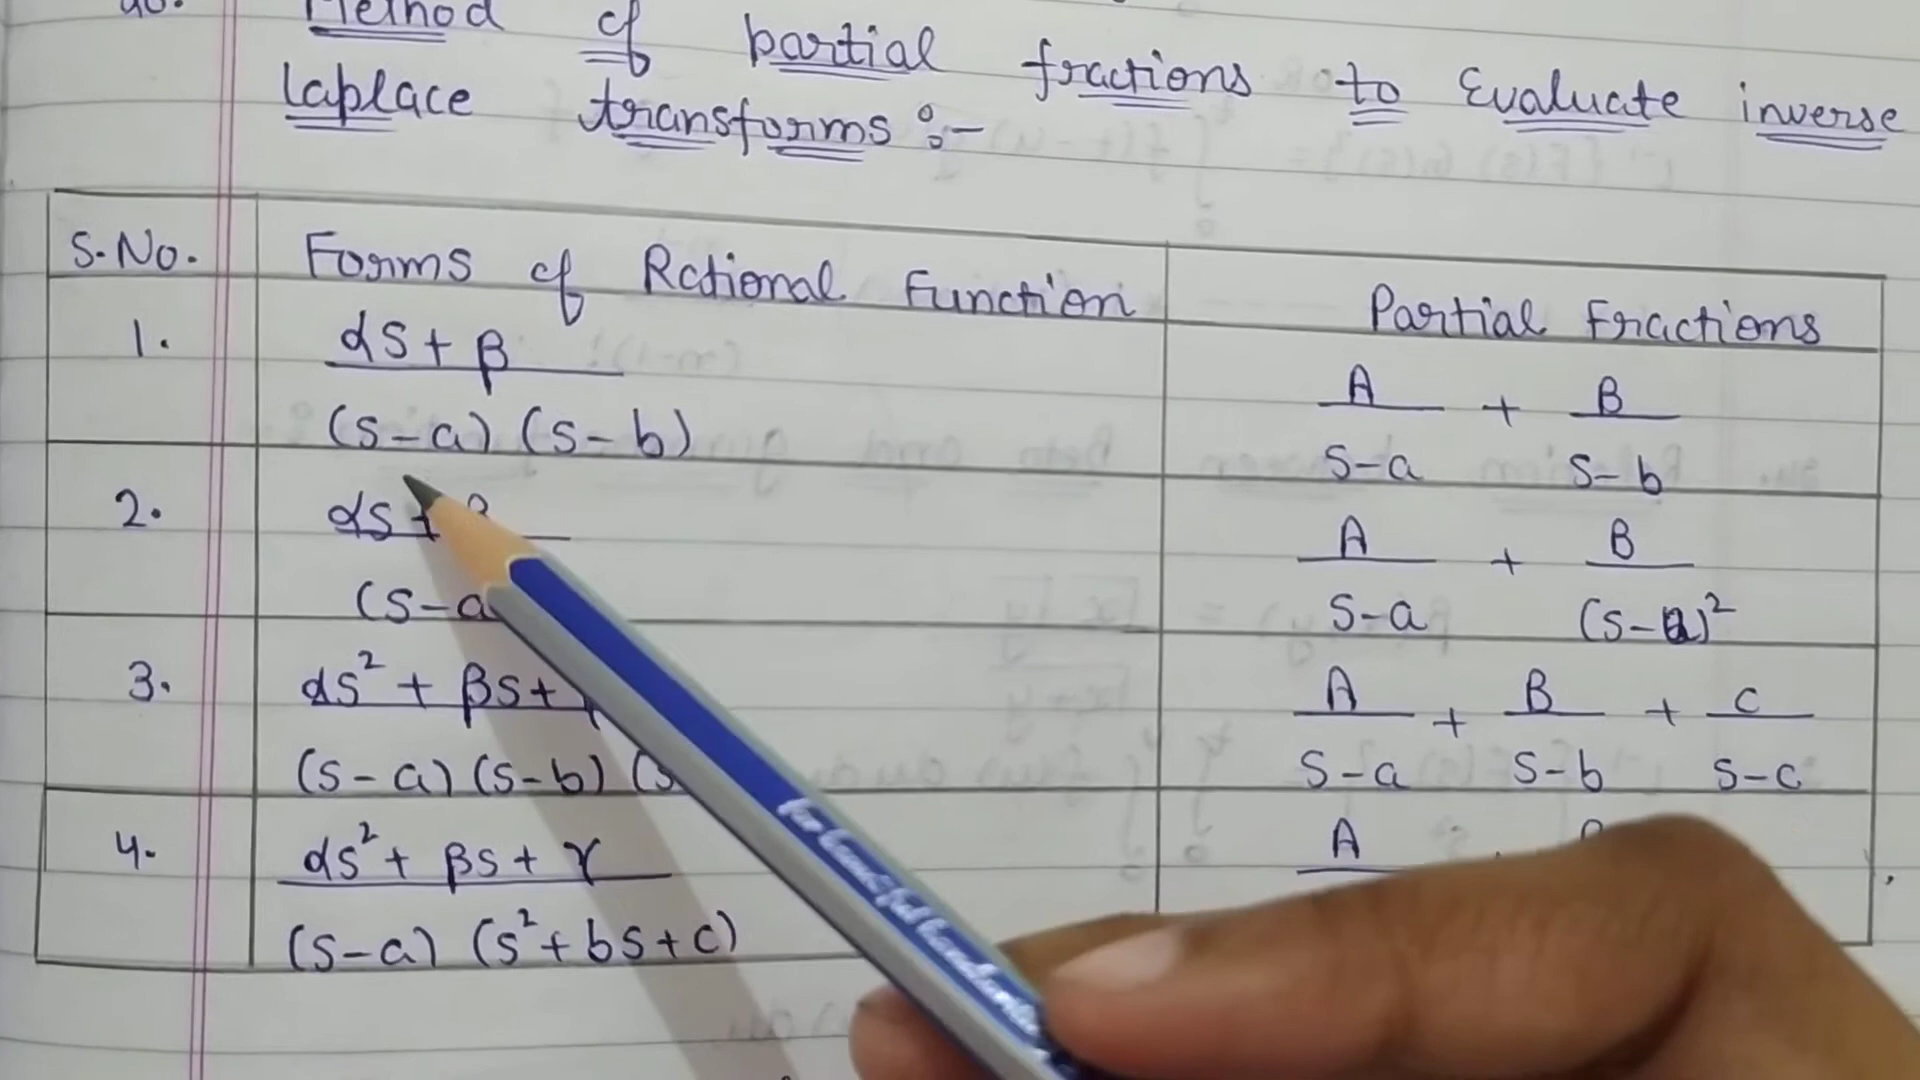 Method of partial fractions to Evaluate inverse
Laplace transforms :-
S.No. Forms of Rational Function Partial Fractions
1. αs + β / (s-a) (s-b) A / s-a + B / s-b
2. αs + β / (s-a A / s-a + B / (s-a)²
3. αs² + βs + / (s-a) (s-b) (s A / s-a + B / s-b + C / s-c
4. αs² + βs + γ / (s-a) (s² + bs + c) A